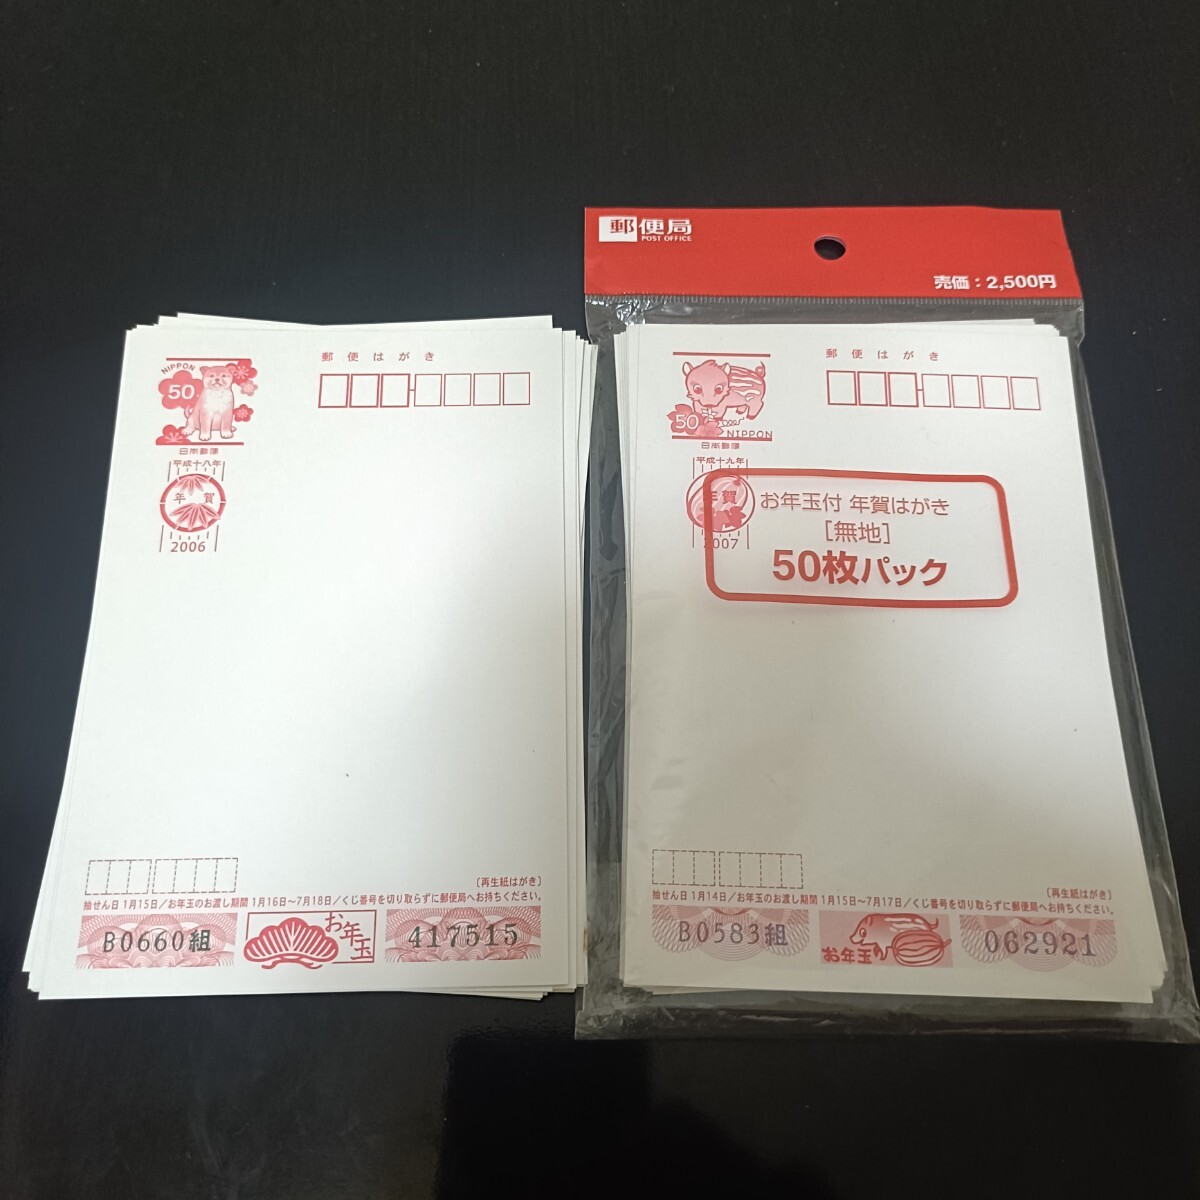 郵便はがき
NIPPON
50
日本郵便
平成十八年
年賀
2006
〔再生紙はがき〕
抽せん日 1月15日／お年玉のお渡し期間 1月16日～7月18日／くじ番号を切り取らずに郵便局へお持ちください。
B0660組
お年玉
417515
郵便局
POST OFFICE
売価：2,500円
郵便はがき
50
NIPPON
日本郵便
平成十九年
年賀
2007
お年玉付 年賀はがき
［無地］
50枚パック
〔再生紙はがき〕
抽せん日 1月14日／お年玉のお渡し期間 1月15日～7月17日／くじ番号を切り取らずに郵便局へお持ちください。
B0583組
お年玉
062921